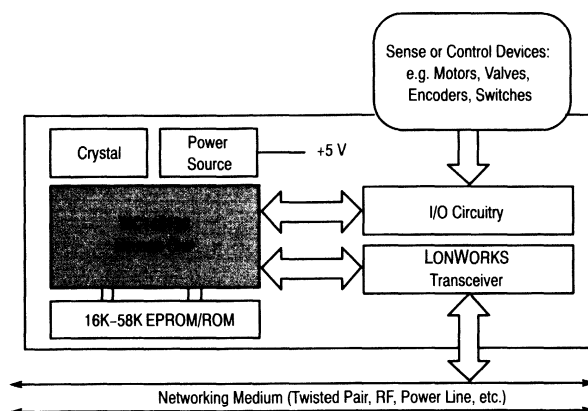 Sense or Control Devices:
e.g. Motors, Valves,
Encoders, Switches
Crystal
Power
Source
+5 V
I/O Circuitry
LONWORKS
Transceiver
16K–58K EPROM/ROM
Networking Medium (Twisted Pair, RF, Power Line, etc.)